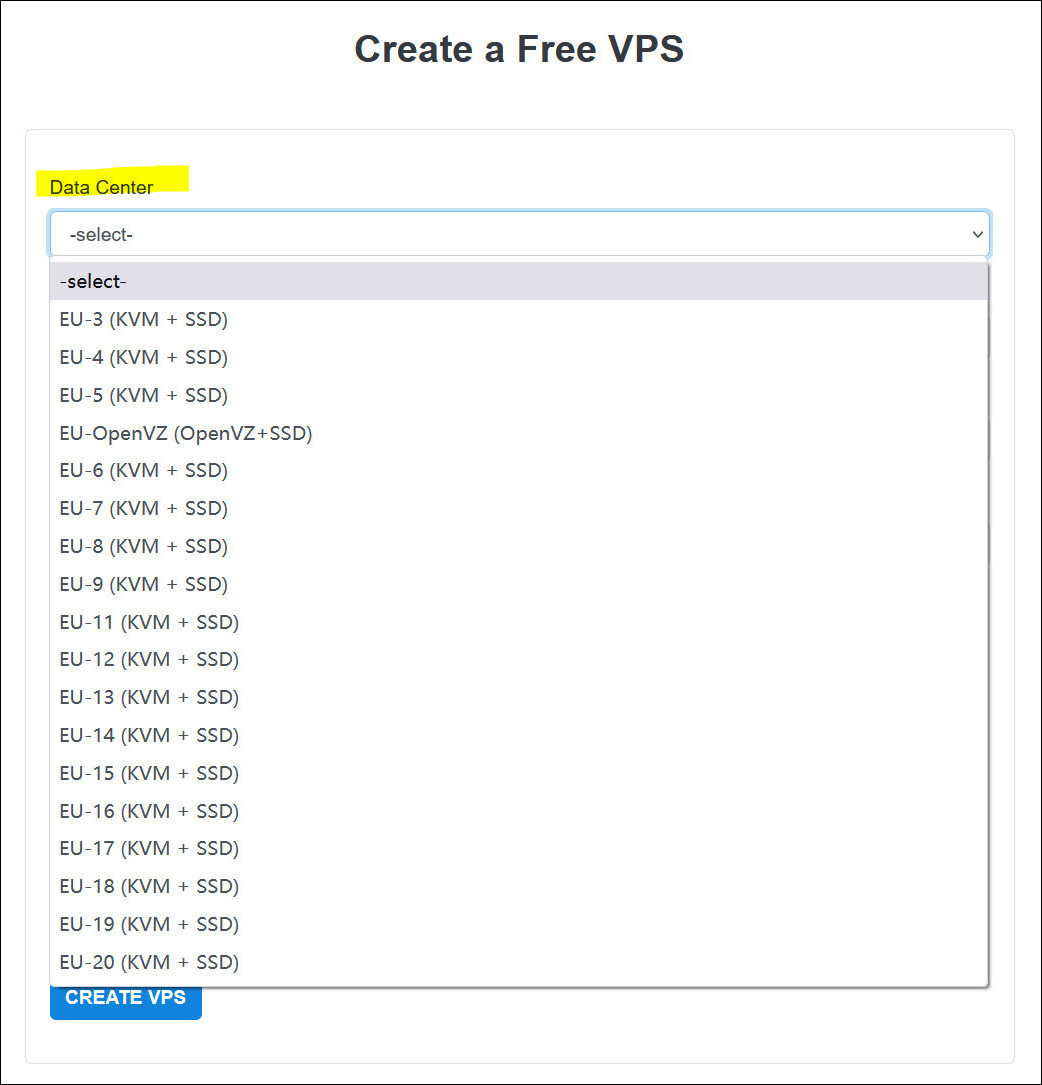 Create a Free VPS
Data Center
-select-
-select-
EU-3 (KVM + SSD)
EU-4 (KVM + SSD)
EU-5 (KVM + SSD)
EU-OpenVZ (OpenVZ+SSD)
EU-6 (KVM + SSD)
EU-7 (KVM + SSD)
EU-8 (KVM + SSD)
EU-9 (KVM + SSD)
EU-11 (KVM + SSD)
EU-12 (KVM + SSD)
EU-13 (KVM + SSD)
EU-14 (KVM + SSD)
EU-15 (KVM + SSD)
EU-16 (KVM + SSD)
EU-17 (KVM + SSD)
EU-18 (KVM + SSD)
EU-19 (KVM + SSD)
EU-20 (KVM + SSD)
CREATE VPS